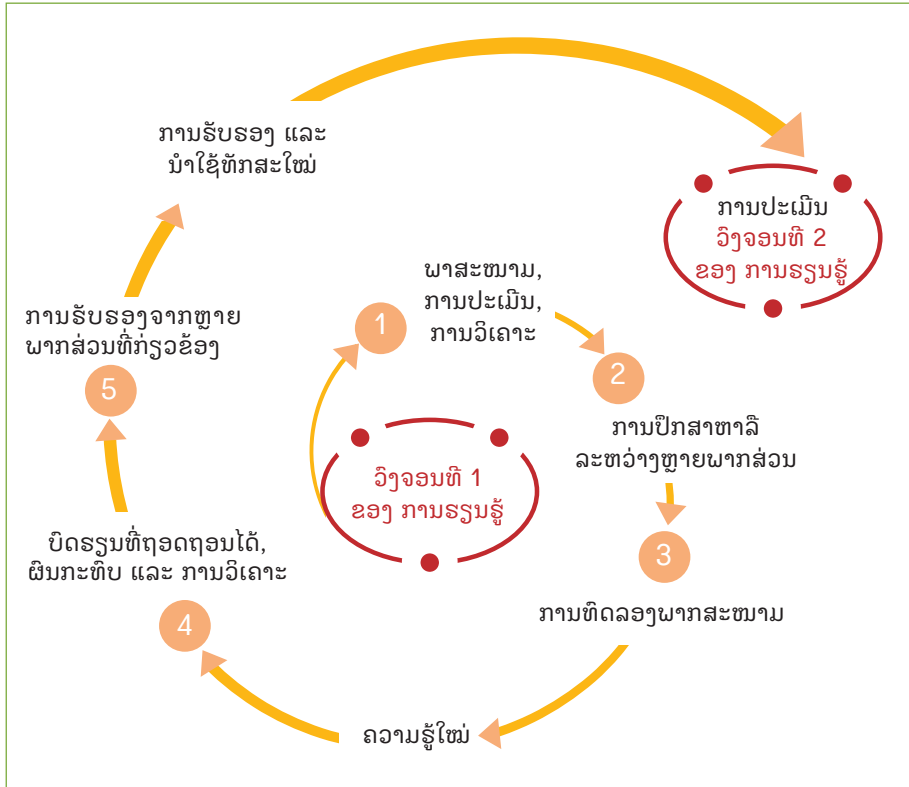 ການຮັບຮອງ ແລະ
ນຳໃຊ້ທັກສະໃໝ່
ການປະເມີນ
ວົງຈອນທີ 2
ຂອງ ການຮຽນຮູ້
ພາສະໜາມ,
ການປະເມີນ,
ການວິເຄາະ
1
2
ການປຶກສາຫາລື
ລະຫວ່າງຫຼາຍພາກສ່ວນ
3
ການທົດລອງພາກສະໜາມ
ຄວາມຮູ້ໃໝ່
4
ບົດຮຽນທີ່ຖອດຖອນໄດ້,
ຜົນກະທົບ ແລະ ການວິເຄາະ
5
ການຮັບຮອງຈາກຫຼາຍ
ພາກສ່ວນທີ່ກ່ຽວຂ້ອງ
ວົງຈອນທີ 1
ຂອງ ການຮຽນຮູ້